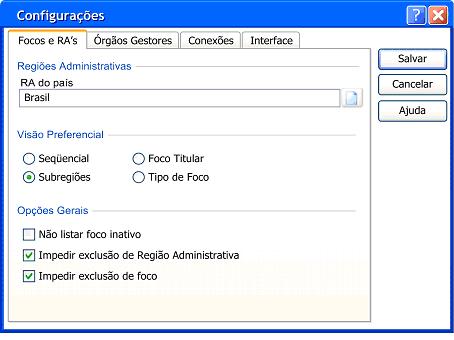 Configurações
Focos e RA's Órgãos Gestores Conexões Interface
Salvar
Cancelar
Ajuda
Regiões Administrativas
RA do país
Brasil
Visão Preferencial
Seqüencial Foco Titular
Subregiões Tipo de Foco
Opções Gerais
Não listar foco inativo
Impedir exclusão de Região Administrativa
Impedir exclusão de foco